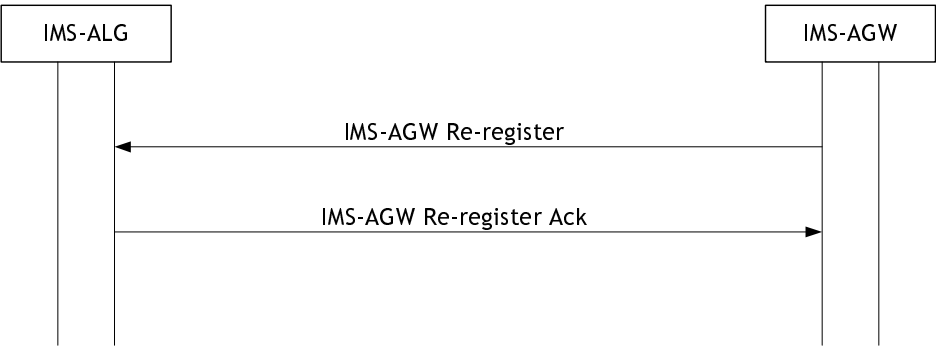 IMS-ALG
IMS-AGW
IMS-AGW Re-register
IMS-AGW Re-register Ack